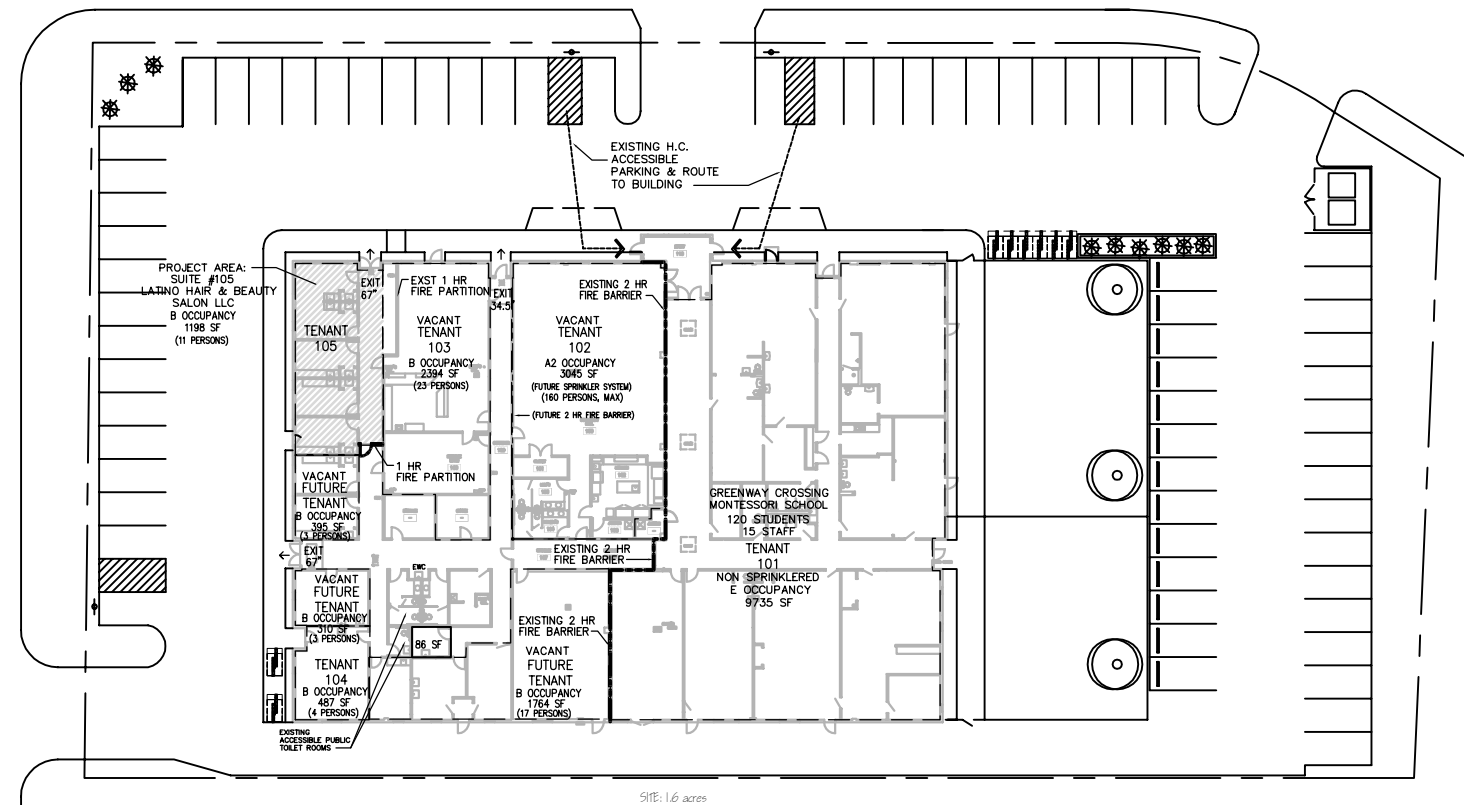 EXISTING H.C.
ACCESSIBLE
PARKING & ROUTE
TO BUILDING
PROJECT AREA:
SUITE #105
LATINO HAIR & BEAUTY
SALON LLC
B OCCUPANCY
1198 SF
(11 PERSONS)
TENANT
105
EXIT
67"
EXST 1 HR
FIRE PARTITION
VACANT
TENANT
103
B OCCUPANCY
2394 SF
(23 PERSONS)
EXIT
34.5"
EXISTING 2 HR
FIRE BARRIER
VACANT
TENANT
102
A2 OCCUPANCY
3045 SF
(FUTURE SPRINKLER SYSTEM)
(160 PERSONS, MAX)
(FUTURE 2 HR FIRE BARRIER)
1 HR
FIRE PARTITION
VACANT
FUTURE
TENANT
B OCCUPANCY
395 SF
(3 PERSONS)
EXIT
67"
GREENWAY CROSSING
MONTESSORI SCHOOL
120 STUDENTS
15 STAFF
TENANT
101
NON SPRINKLERED
E OCCUPANCY
9735 SF
EXISTING 2 HR
FIRE BARRIER
EWC
VACANT
FUTURE
TENANT
B OCCUPANCY
310 SF
(3 PERSONS)
EXISTING 2 HR
FIRE BARRIER
86 SF
VACANT
FUTURE
TENANT
B OCCUPANCY
1764 SF
(17 PERSONS)
TENANT
104
B OCCUPANCY
487 SF
(4 PERSONS)
EXISTING
ACCESSIBLE PUBLIC
TOILET ROOMS
SITE: 1.6 acres